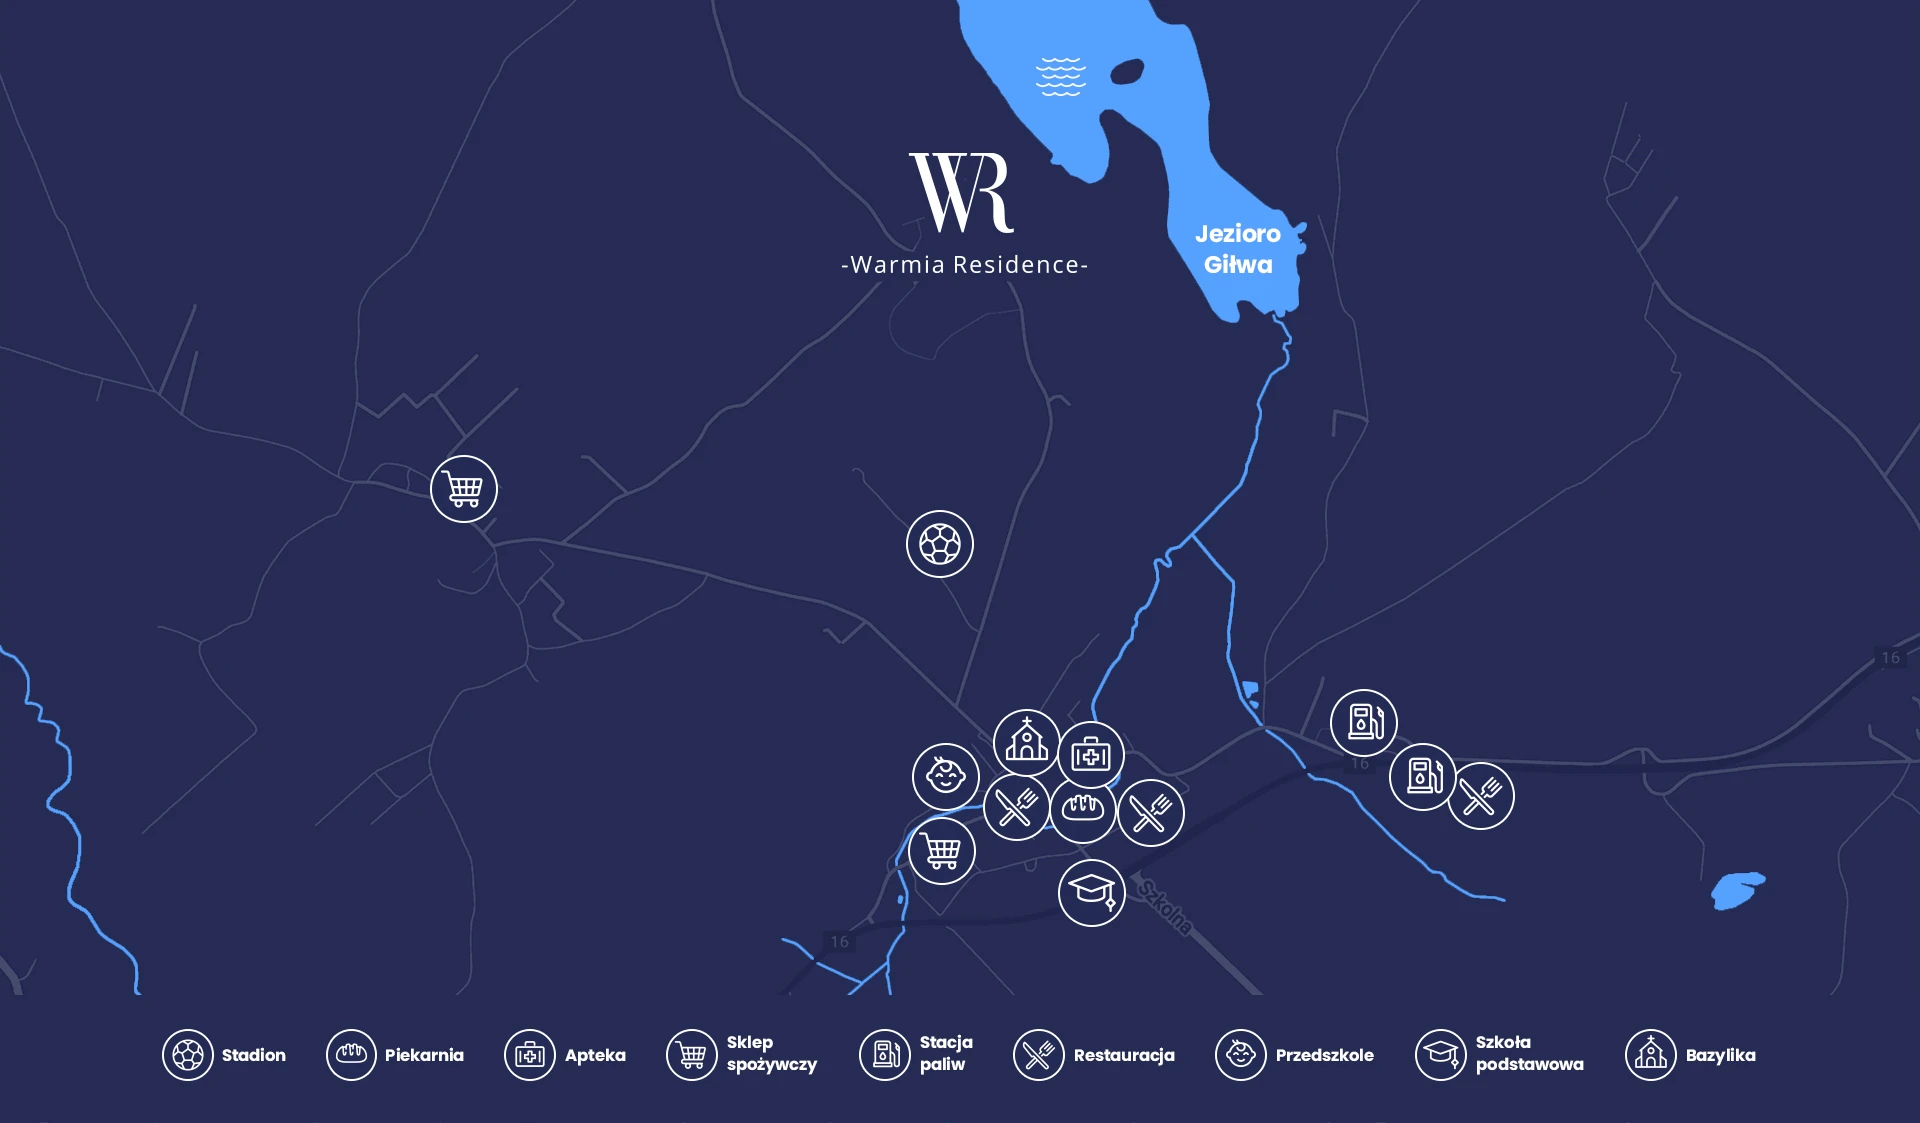 WR
-Warmia Residence-
Jezioro
Giłwa
16
16
Szkolna
16
Stadion
Piekarnia
Apteka
Sklep
spożywczy
Stacja
paliw
Restauracja
Przedszkole
Szkoła
podstawowa
Bazylika